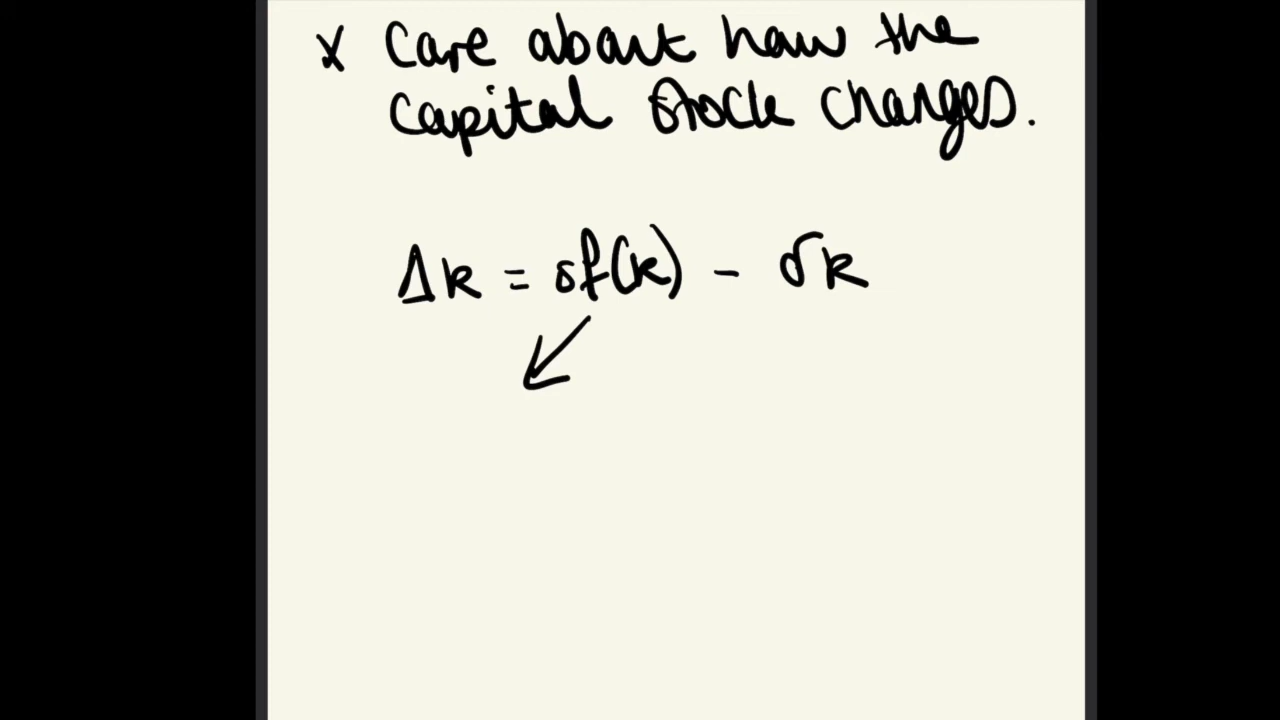 x Care about how the
capital stock changes.
Δk = sf(k) - δk